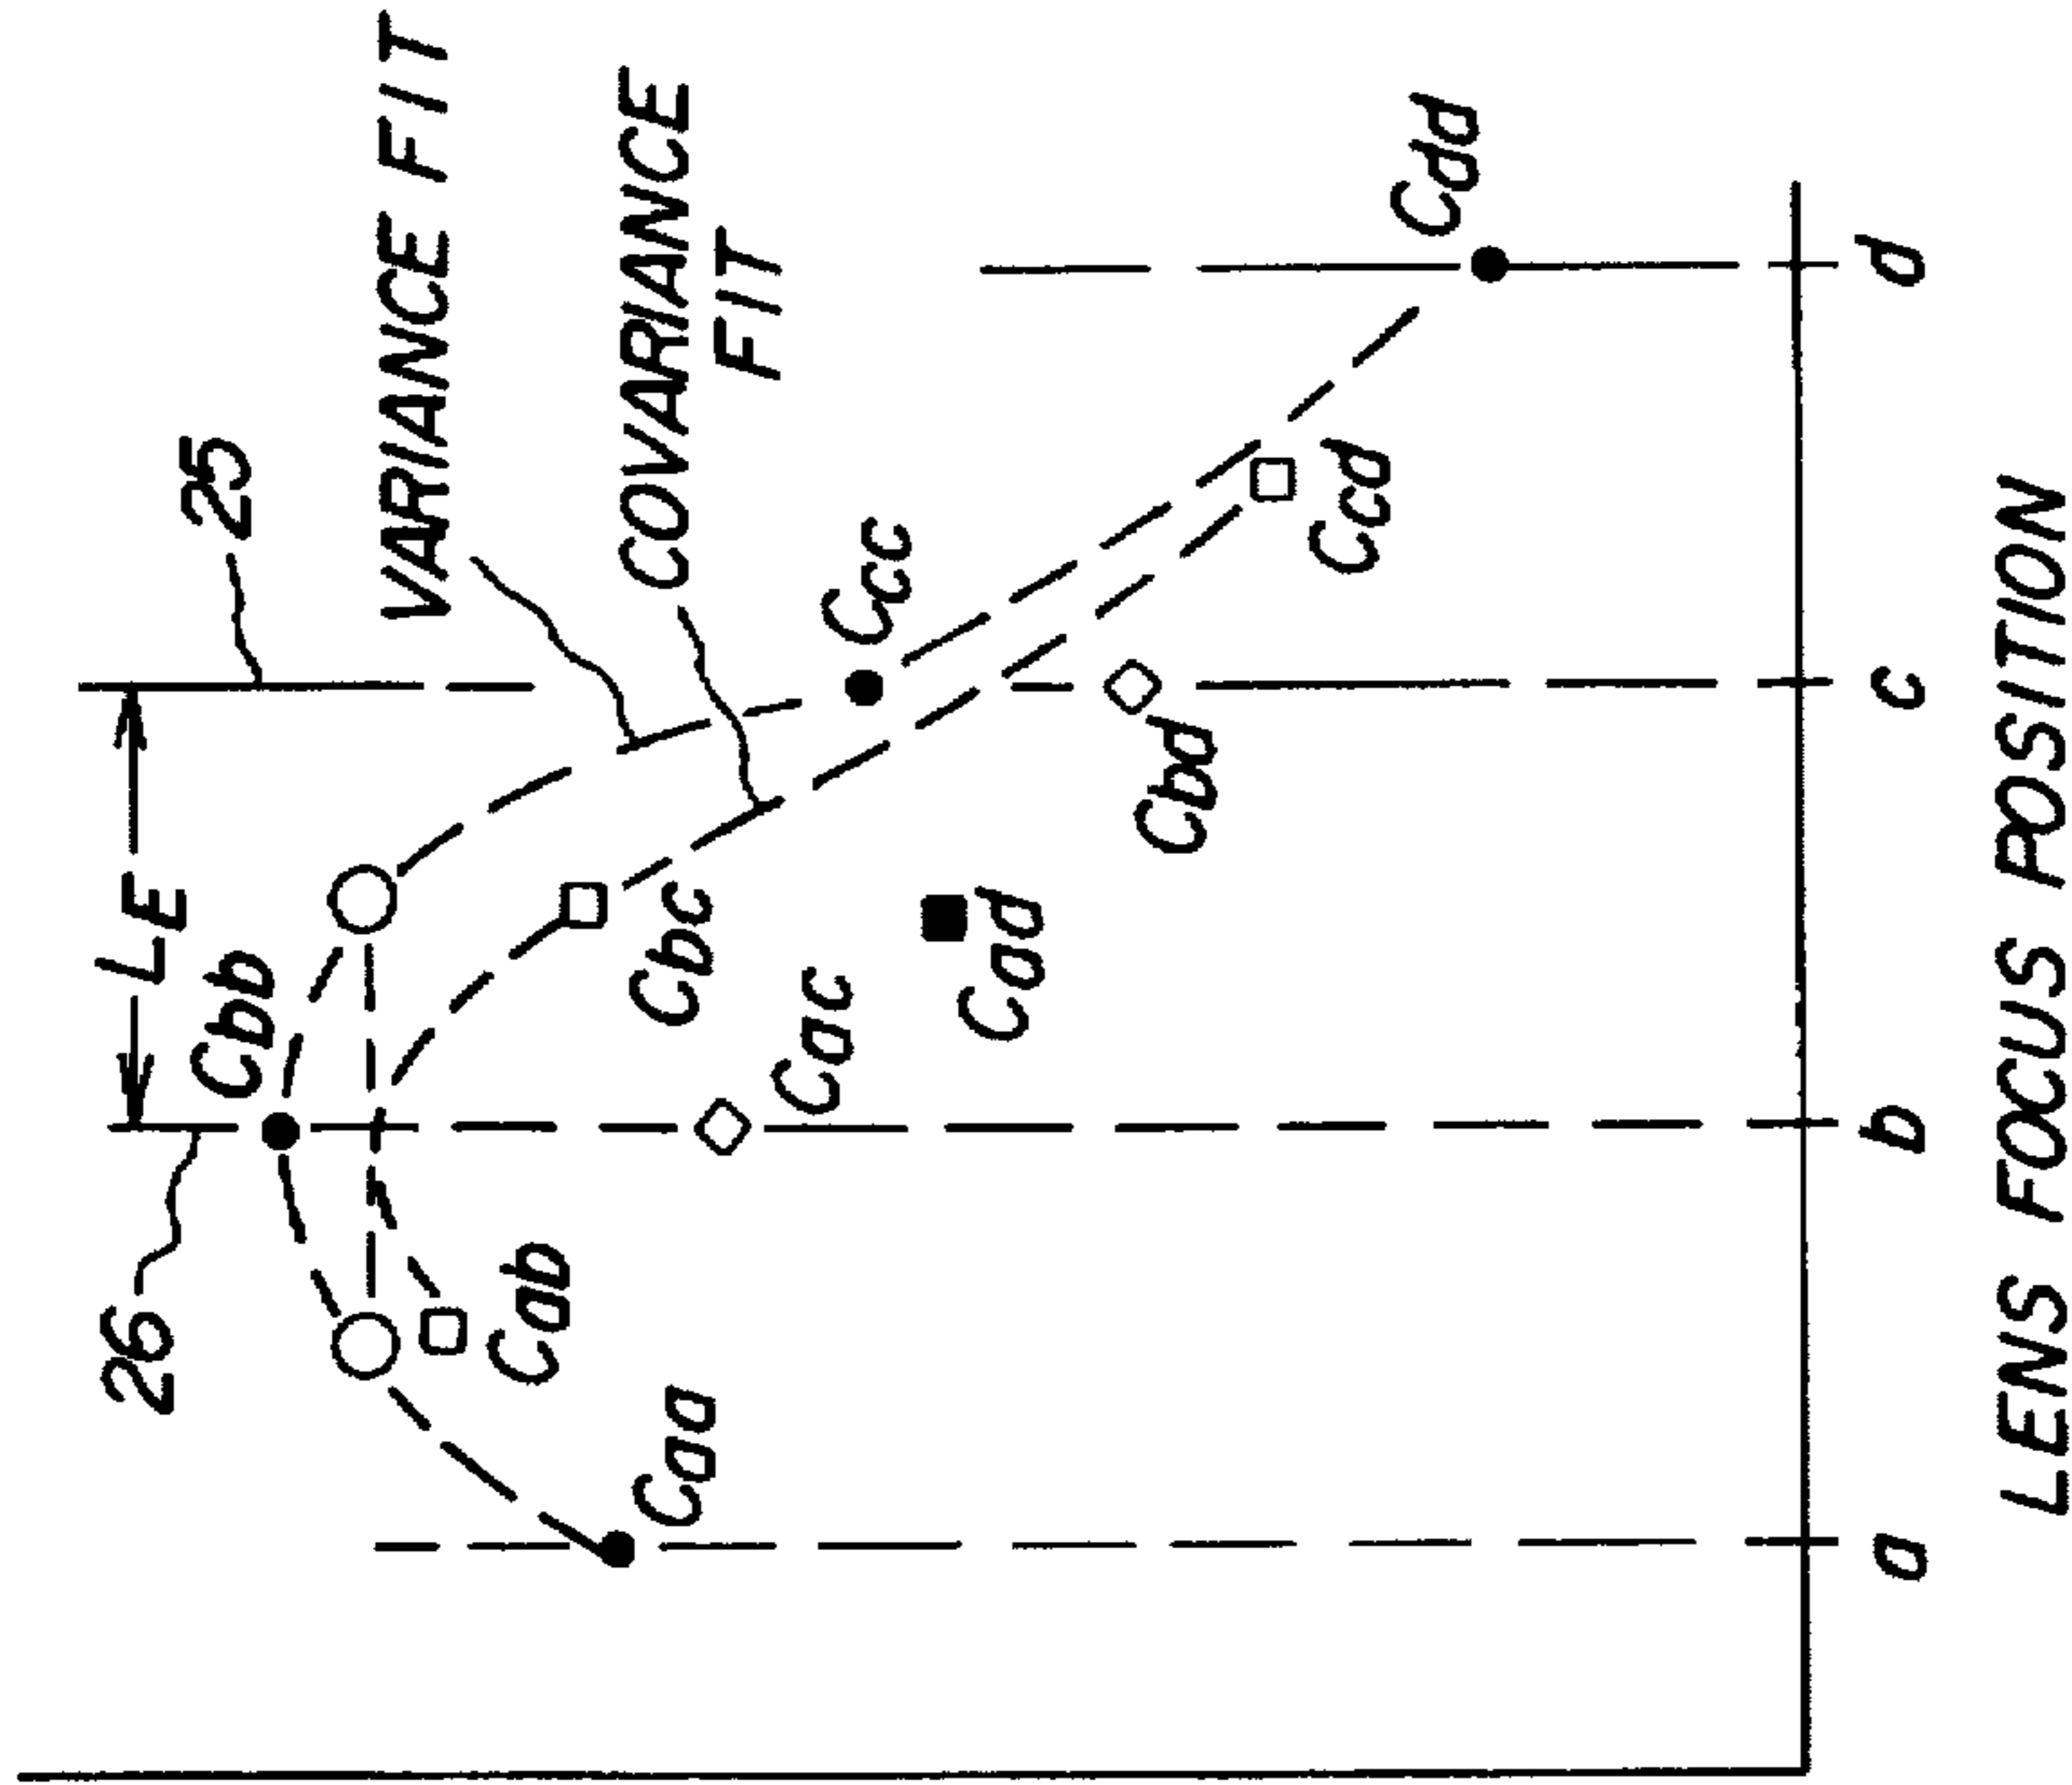 25
VARIANCE FIT
COVARIANCE
FIT
LE
26
Cbb
Ccc
Cdd
Cbc
Ccd
Cab
Cac
Cad
Cbd
Caa
a
b
c
d
LENS FOCUS POSITION